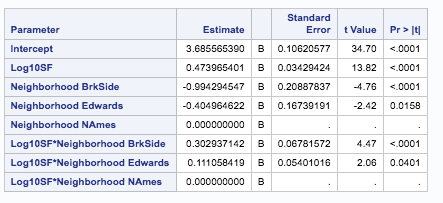 Parameter Estimate Standard Error t Value Pr > |t|
Intercept 3.685565390 B 0.10620577 34.70 <.0001
Log10SF 0.473965401 B 0.03429424 13.82 <.0001
Neighborhood BrkSide -0.994294547 B 0.20887837 -4.76 <.0001
Neighborhood Edwards -0.404964622 B 0.16739191 -2.42 0.0158
Neighborhood NAmes 0.000000000 B . . .
Log10SF*Neighborhood BrkSide 0.302937142 B 0.06781572 4.47 <.0001
Log10SF*Neighborhood Edwards 0.111058419 B 0.05401016 2.06 0.0401
Log10SF*Neighborhood NAmes 0.000000000 B . . .